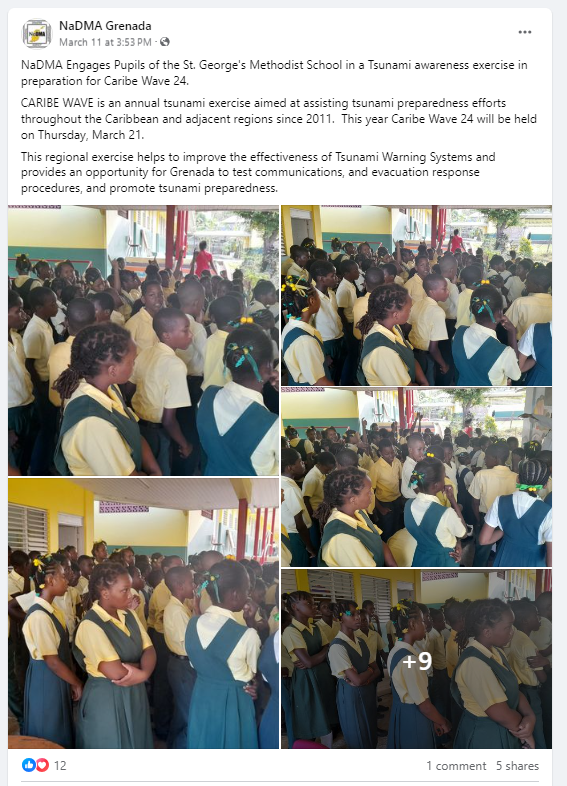 NaDMA
NaDMA Grenada
March 11 at 3:53 PM ·
NaDMA Engages Pupils of the St. George's Methodist School in a Tsunami awareness exercise in
preparation for Caribe Wave 24.
CARIBE WAVE is an annual tsunami exercise aimed at assisting tsunami preparedness efforts
throughout the Caribbean and adjacent regions since 2011.  This year Caribe Wave 24 will be held
on Thursday, March 21.
This regional exercise helps to improve the effectiveness of Tsunami Warning Systems and
provides an opportunity for Grenada to test communications, and evacuation response
procedures, and promote tsunami preparedness.
+9
12
1 comment 5 shares